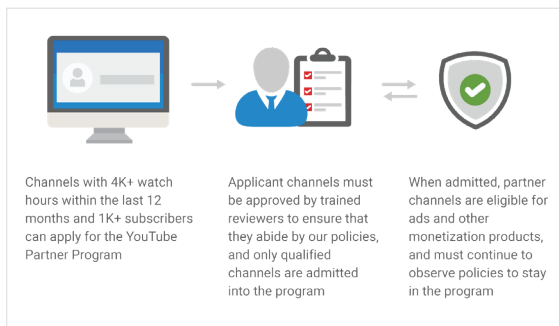 Channels with 4K+ watch
hours within the last 12
months and 1K+ subscribers
can apply for the YouTube
Partner Program
Applicant channels must
be approved by trained
reviewers to ensure that
they abide by our policies,
and only qualified
channels are admitted
into the program
When admitted, partner
channels are eligible for
ads and other
monetization products,
and must continue to
observe policies to stay
in the program